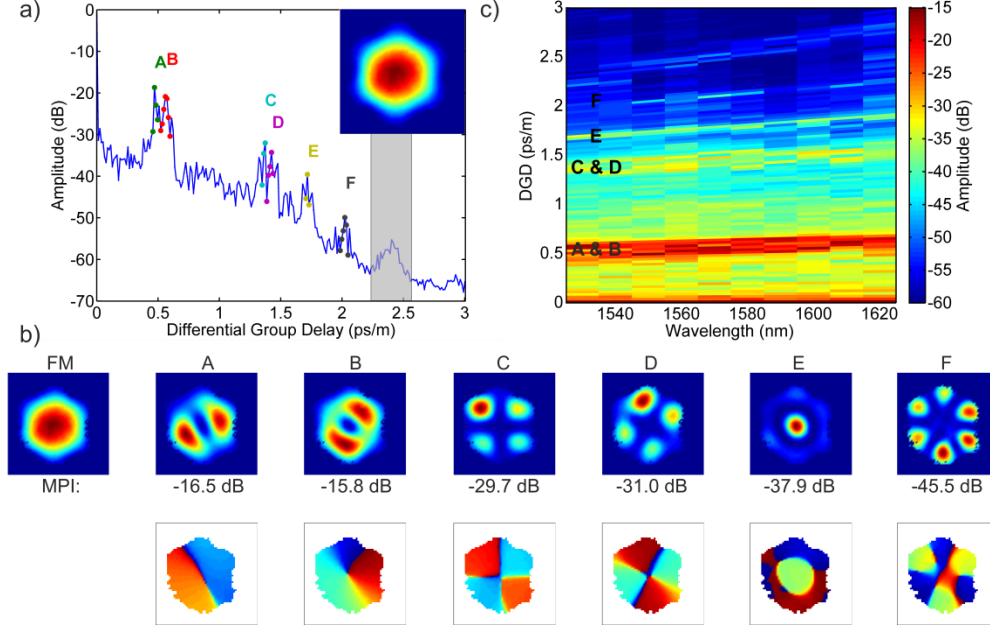 a)
0
-10
-20
-30
-40
-50
-60
-70
Amplitude (dB)
A B
C
D
E
F
0 0.5 1 1.5 2 2.5 3
Differential Group Delay (ps/m)
c)
3
2.5
2
1.5
1
0.5
0
DGD (ps/m)
F
E
C & D
A & B
1540 1560 1580 1600 1620
Wavelength (nm)
-15
-20
-25
-30
-35
-40
-45
-50
-55
-60
Amplitude (dB)
b)
FM A B C D E F
MPI: -16.5 dB -15.8 dB -29.7 dB -31.0 dB -37.9 dB -45.5 dB